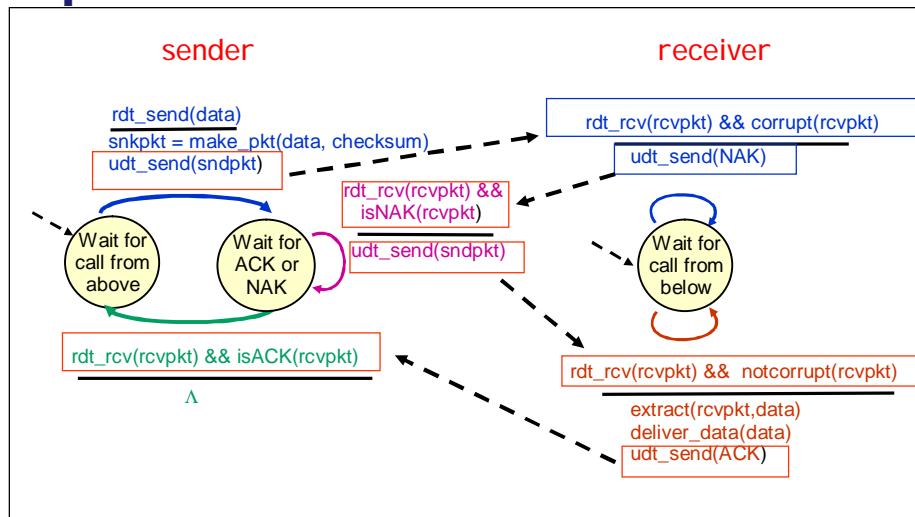 sender
receiver
rdt_send(data)
snkpkt = make_pkt(data, checksum)
udt_send(sndpkt)
rdt_rcv(rcvpkt) && corrupt(rcvpkt)
udt_send(NAK)
rdt_rcv(rcvpkt) &&
isNAK(rcvpkt)
udt_send(sndpkt)
Wait for
call from
above
Wait for
ACK or
NAK
Wait for
call from
below
rdt_rcv(rcvpkt) && isACK(rcvpkt)
Λ
rdt_rcv(rcvpkt) && notcorrupt(rcvpkt)
extract(rcvpkt,data)
deliver_data(data)
udt_send(ACK)